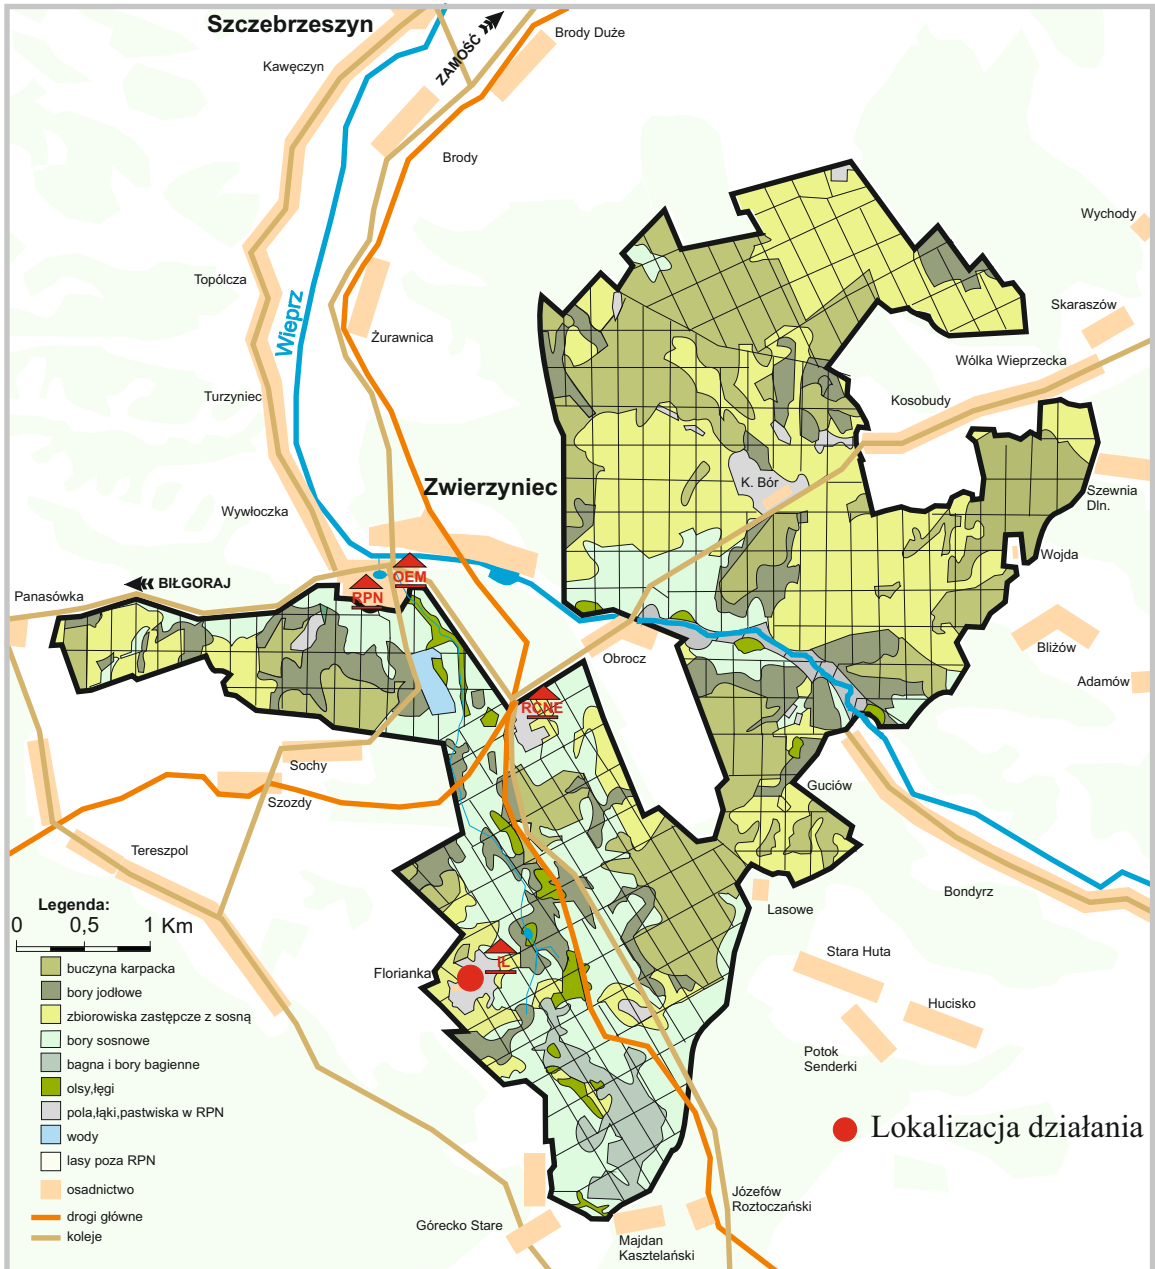 Szczebrzeszyn
Kawęczyn
ZAMOŚĆ
Brody Duże
Brody
Wychody
Topólcza
Wieprz
Skaraszów
Żurawnica
Wólka Wieprzecka
Turzyniec
Kosobudy
Zwierzyniec
K. Bór
Szewnia
Dln.
Wywłoczka
Wojda
BIŁGORAJ
OEM
RPN
Panasówka
Obrocz
Bliżów
Adamów
RCNE
Sochy
Szozdy
Guciów
Tereszpol
Bondyrz
Lasowe
Legenda:
0 0,5 1 Km
Stara Huta
IŁ
Florianka
Hucisko
Potok
Senderki
buczyna karpacka
bory jodłowe
zbiorowiska zastępcze z sosną
bory sosnowe
bagna i bory bagienne
olsy,łęgi
pola,łąki,pastwiska w RPN
wody
lasy poza RPN
osadnictwo
drogi główne
koleje
Lokalizacja działania
Józefów
Roztoczański
Górecko Stare
Majdan
Kasztelański